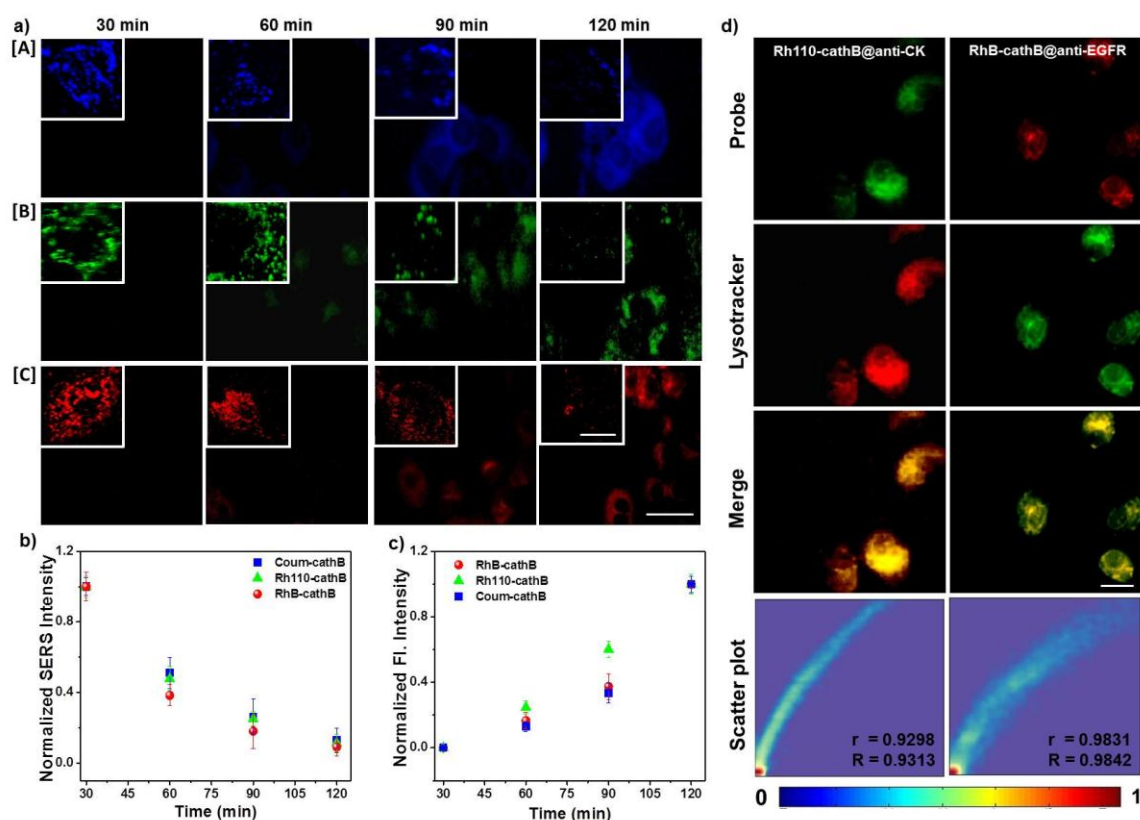 a)
30 min 60 min 90 min 120 min
[A]
[B]
[C]
b)
Normalized SERS Intensity
1.2
0.8
0.4
0.0
Coum-cathB
Rh110-cathB
RhB-cathB
30 45 60 75 90 105 120
Time (min)
c)
Normalized Fl. Intensity
1.2
0.8
0.4
0.0
RhB-cathB
Rh110-cathB
Coum-cathB
30 45 60 75 90 105 120
Time (min)
d)
Rh110-cathB@anti-CK RhB-cathB@anti-EGFR
Probe
Lysotracker
Merge
Scatter plot
r = 0.9298
R = 0.9313
r = 0.9831
R = 0.9842
0 1